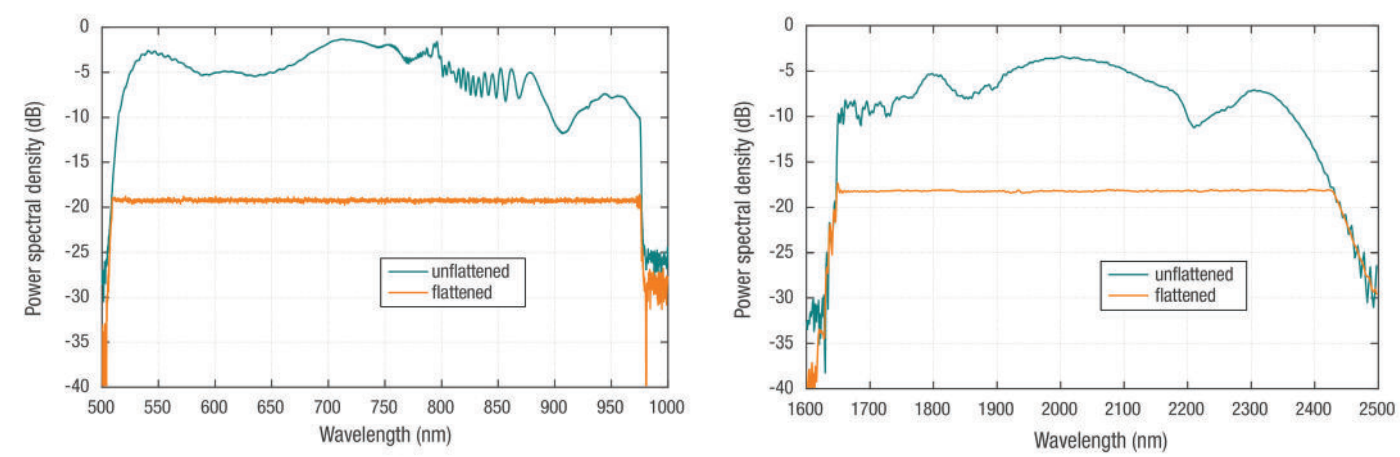 0
-5
-10
-15
-20
-25
-30
-35
-40
Power spectral density (dB)
unflattened
flattened
500 550 600 650 700 750 800 850 900 950 1000
Wavelength (nm)
0
-5
-10
-15
-20
-25
-30
-35
-40
Power spectral density (dB)
unflattened
flattened
1600 1700 1800 1900 2000 2100 2200 2300 2400 2500
Wavelength (nm)